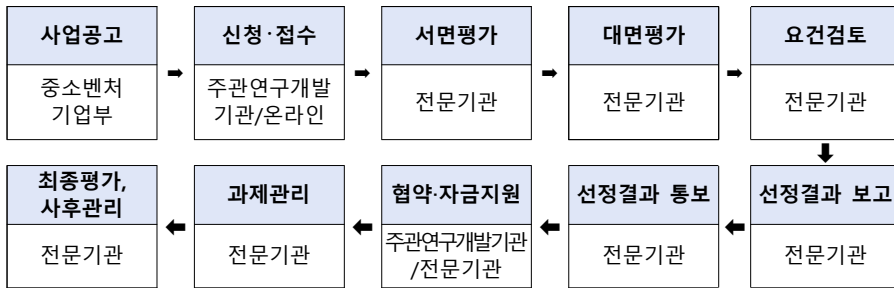 사업공고
중소벤처
기업부
➡
신청·접수
주관연구개발
기관/온라인
➡
서면평가
전문기관
➡
대면평가
전문기관
➡
요건검토
전문기관
⬇
선정결과 보고
전문기관
⬅
선정결과 통보
전문기관
⬅
협약·자금지원
주관연구개발기관
/전문기관
⬅
과제관리
전문기관
⬅
최종평가,
사후관리
전문기관